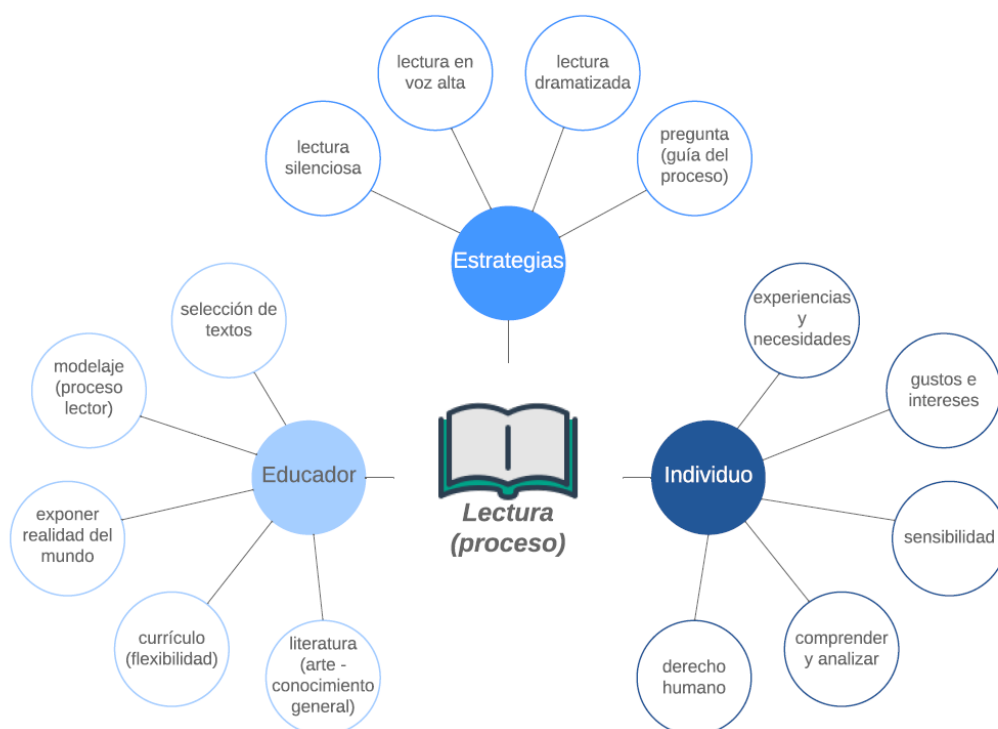 lectura en
voz alta
lectura
dramatizada
lectura
silenciosa
pregunta
(guía del
proceso)
Estrategias
selección de
textos
modelaje
(proceso
lector)
Educador
exponer
realidad del
mundo
currículo
(flexibilidad)
literatura
(arte -
conocimiento
general)
Lectura
(proceso)
experiencias
y
necesidades
gustos e
intereses
Individuo
sensibilidad
comprender
y analizar
derecho
humano